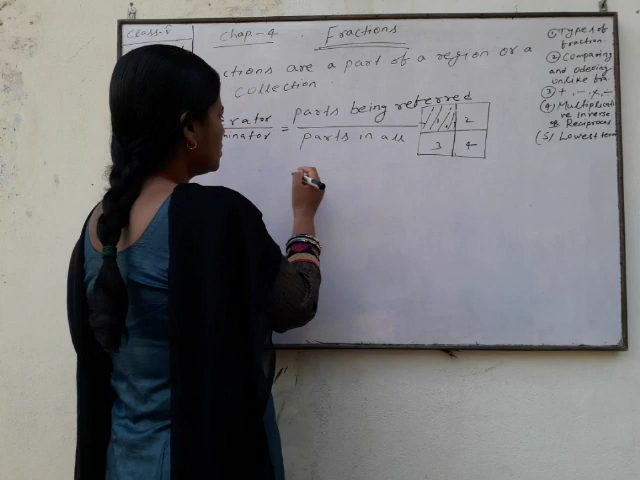 Class-F
Chap-4
Fractions
ctions are a part of a region or a
collection.
rator = parts being referred
minator parts in all
2
3 4
① Types of
fraction.
② Comparing
and odering
unlike fra.
③ + , - , x, ÷
④ Multiplicati
ve Inverse
or Reciprocal
(5) Lowest term